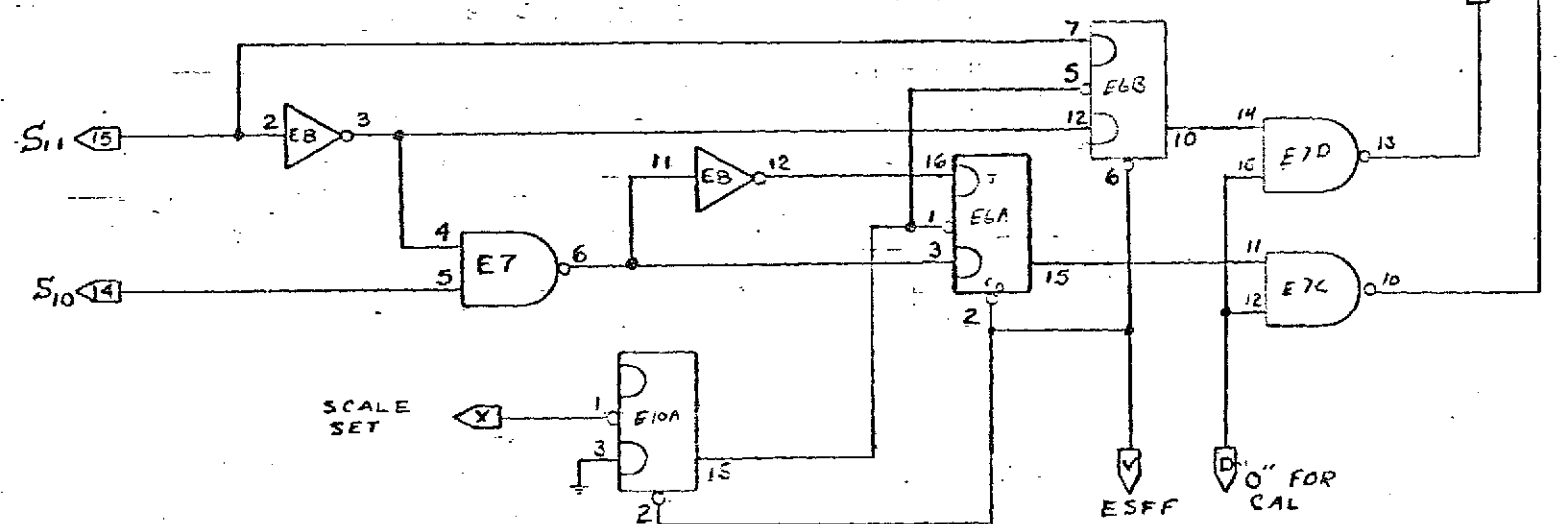 7
5 E6B
S11 15 2 E8 3 12
10 14 E7D 13
15
11 E8 12 16 J 6
4 1 E6A
E7 6 3 11
S10 14 5 15 E7C 10
CD 12
2
SCALE X 1 E10A
SET 3
15
V D "O" FOR
2 ESFF CAL